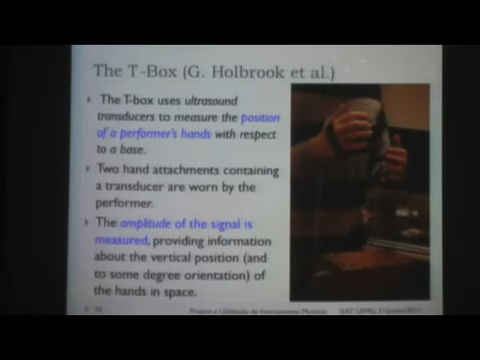 The T-Box (G. Holbrook et al.)
The T-box uses ultrasound
transducers to measure the position
of a performer's hands with respect
to a base.
Two hand attachments containing
a transducer are worn by the
performer.
The amplitude of the signal is
measured, providing information
about the vertical position (and
to some degree orientation) of
the hands in space.